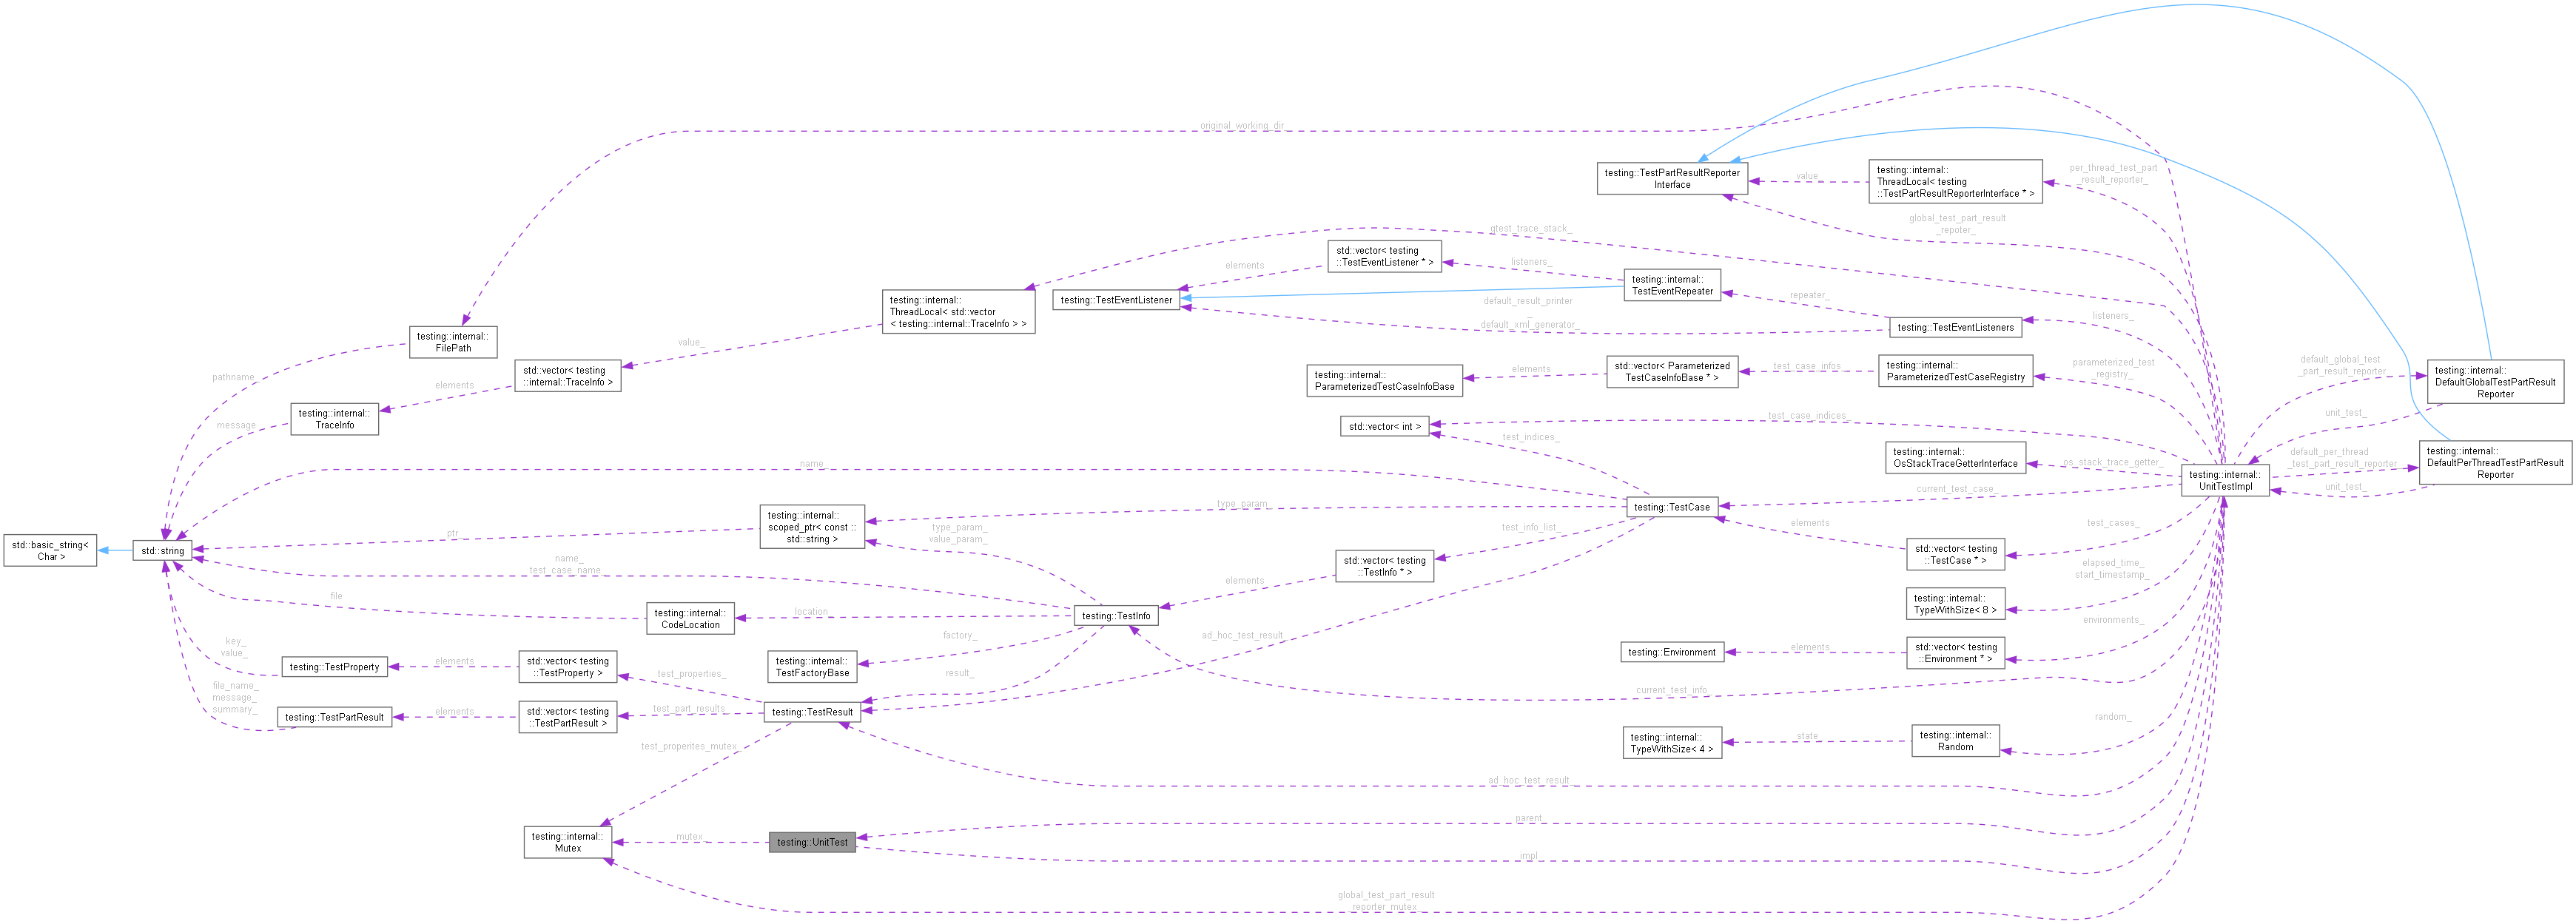 original_working_dir
testing::TestPartResultReporter
Interface
value_
testing::internal::
ThreadLocal< testing
::TestPartResultReporterInterface * >
per_thread_test_part
_result_reporter_
global_test_part_result
_repoter_
gtest_trace_stack_
std::vector< testing
::TestEventListener * >
elements
listeners_
testing::internal::
TestEventRepeater
testing::TestEventListener
testing::internal::
ThreadLocal< std::vector
< testing::internal::TraceInfo > >
default_result_printer
_
default_xml_generator_
repeater_
testing::TestEventListeners
listeners_
testing::internal::
FilePath
value_
std::vector< testing
::internal::TraceInfo >
elements
pathname_
testing::internal::
TraceInfo
message
testing::internal::
ParameterizedTestCaseInfoBase
elements
std::vector< Parameterized
TestCaseInfoBase * >
test_case_infos_
testing::internal::
ParameterizedTestCaseRegistry
parameterized_test
_registry_
default_global_test
_part_result_reporter_
testing::internal::
DefaultGlobalTestPartResult
Reporter
unit_test_
std::vector< int >
test_case_indices_
test_indices_
testing::internal::
OsStackTraceGetterInterface
os_stack_trace_getter_
testing::internal::
UnitTestImpl
default_per_thread
_test_part_result_reporter_
testing::internal::
DefaultPerThreadTestPartResult
Reporter
unit_test_
name_
current_test_case_
testing::TestCase
type_param_
testing::internal::
scoped_ptr< const ::
std::string >
ptr_
type_param_
value_param_
test_info_list_
elements
test_cases_
std::vector< testing
::TestCase * >
std::basic_string<
Char >
std::string
name_
test_case_name_
std::vector< testing
::TestInfo * >
elements
elapsed_time_
start_timestamp_
testing::internal::
TypeWithSize< 8 >
file
testing::internal::
CodeLocation
location_
testing::TestInfo
environments_
key_
value_
testing::TestProperty
elements
std::vector< testing
::TestProperty >
test_properties_
testing::internal::
TestFactoryBase
factory_
result_
ad_hoc_test_result_
testing::Environment
elements
std::vector< testing
::Environment * >
current_test_info_
file_name_
message_
summary_
testing::TestPartResult
elements
std::vector< testing
::TestPartResult >
test_part_results_
testing::TestResult
random_
testing::internal::
TypeWithSize< 4 >
state_
testing::internal::
Random
test_properites_mutex_
ad_hoc_test_result_
testing::internal::
Mutex
mutex_
testing::UnitTest
parent_
impl_
global_test_part_result
_reporter_mutex_